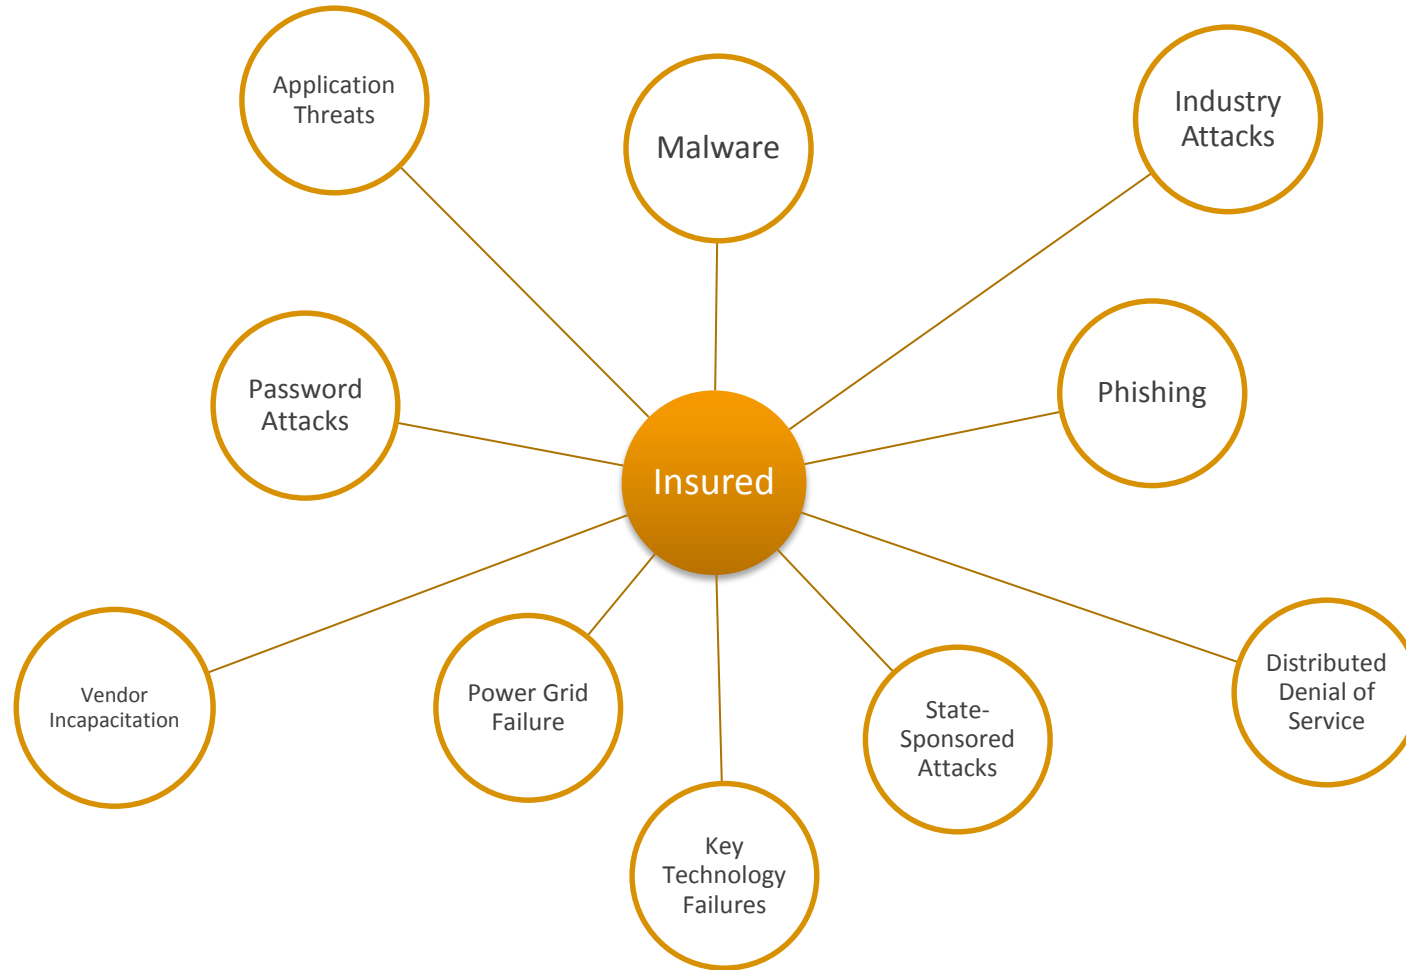 Application
Threats
Malware
Industry
Attacks
Password
Attacks
Phishing
Insured
Vendor
Incapacitation
Power Grid
Failure
State-
Sponsored
Attacks
Distributed
Denial of
Service
Key
Technology
Failures